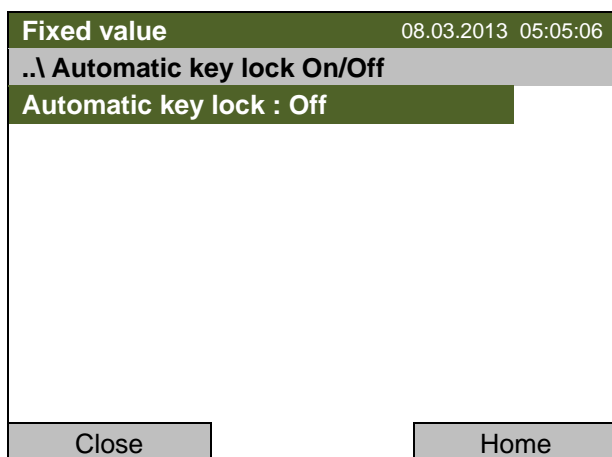 Fixed value 08.03.2013 05:05:06
..\ Automatic key lock On/Off
Automatic key lock : Off
Close Home